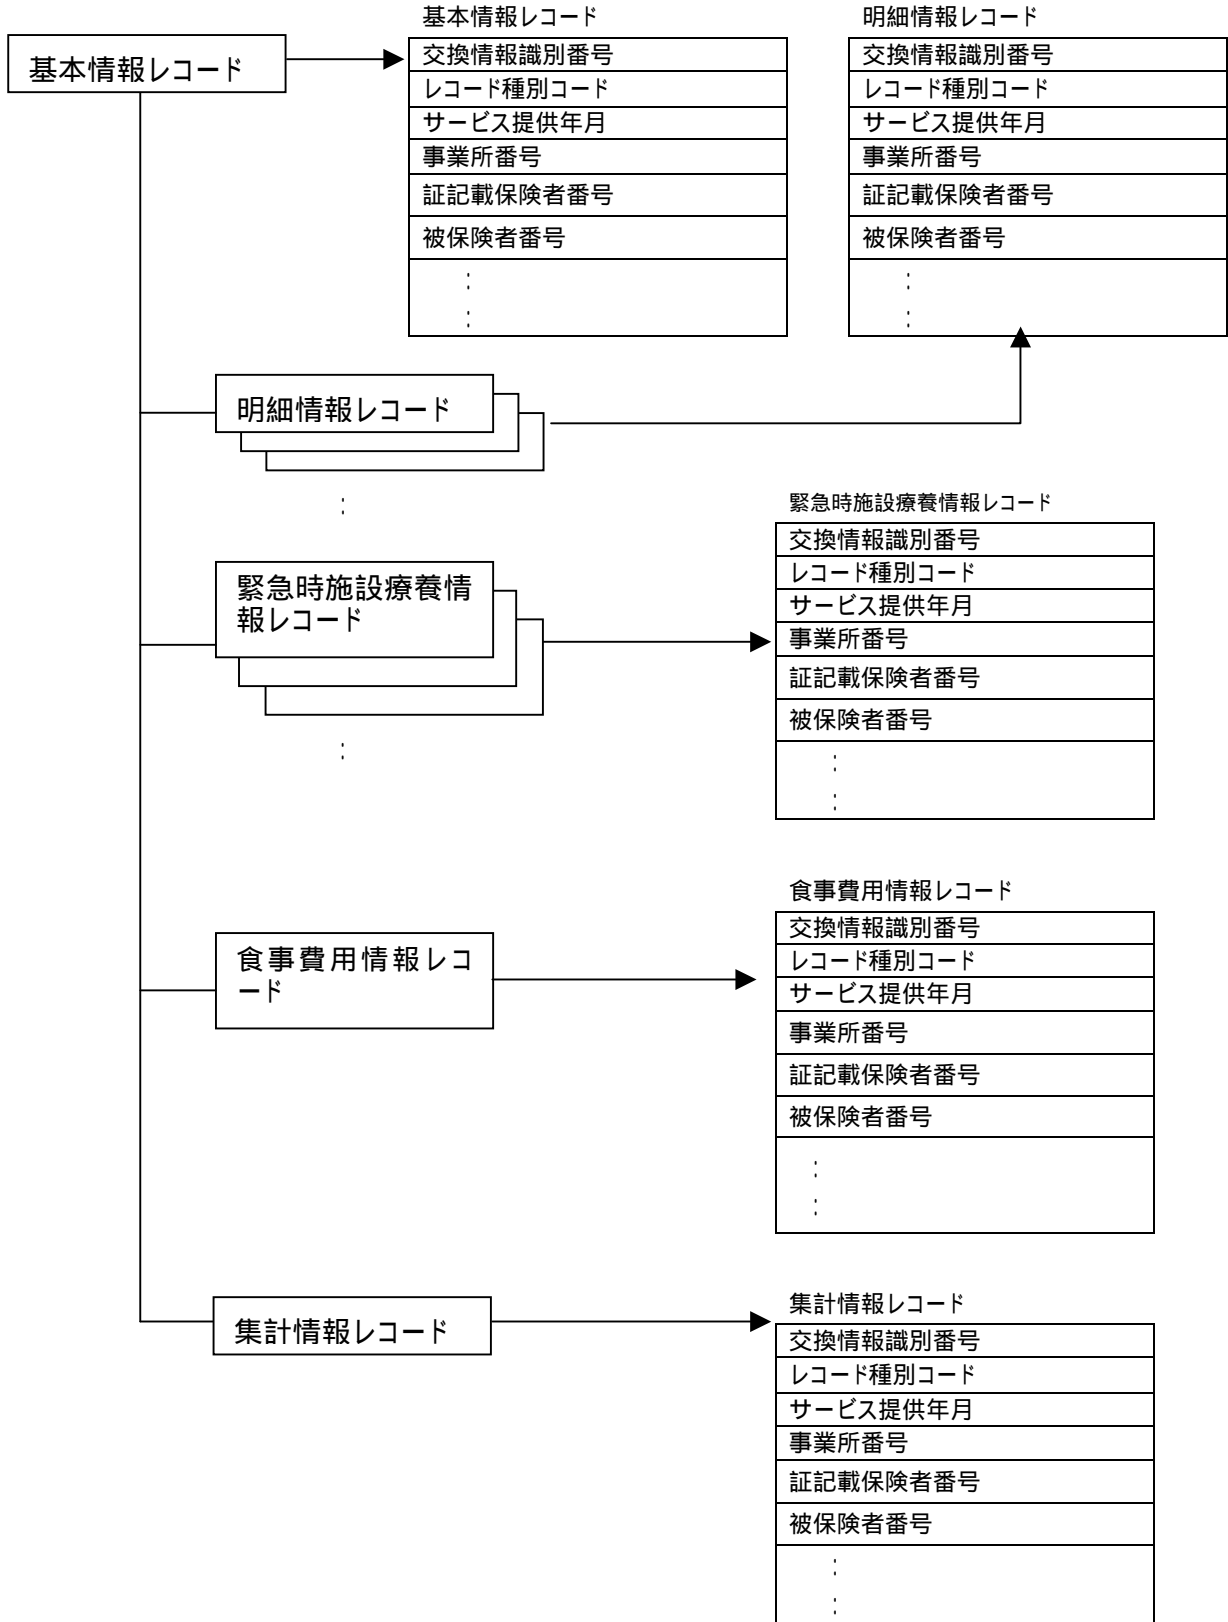 基本情報レコード
基本情報レコード
交換情報識別番号
レコード種別コード
サービス提供年月
事業所番号
証記載保険者番号
被保険者番号
:
:
明細情報レコード
交換情報識別番号
レコード種別コード
サービス提供年月
事業所番号
証記載保険者番号
被保険者番号
:
:
明細情報レコード
:
緊急時施設療養情
報レコード
:
緊急時施設療養情報レコード
交換情報識別番号
レコード種別コード
サービス提供年月
事業所番号
証記載保険者番号
被保険者番号
:
:
食事費用情報レコ
ード
食事費用情報レコード
交換情報識別番号
レコード種別コード
サービス提供年月
事業所番号
証記載保険者番号
被保険者番号
:
:
集計情報レコード
集計情報レコード
交換情報識別番号
レコード種別コード
サービス提供年月
事業所番号
証記載保険者番号
被保険者番号
:
: